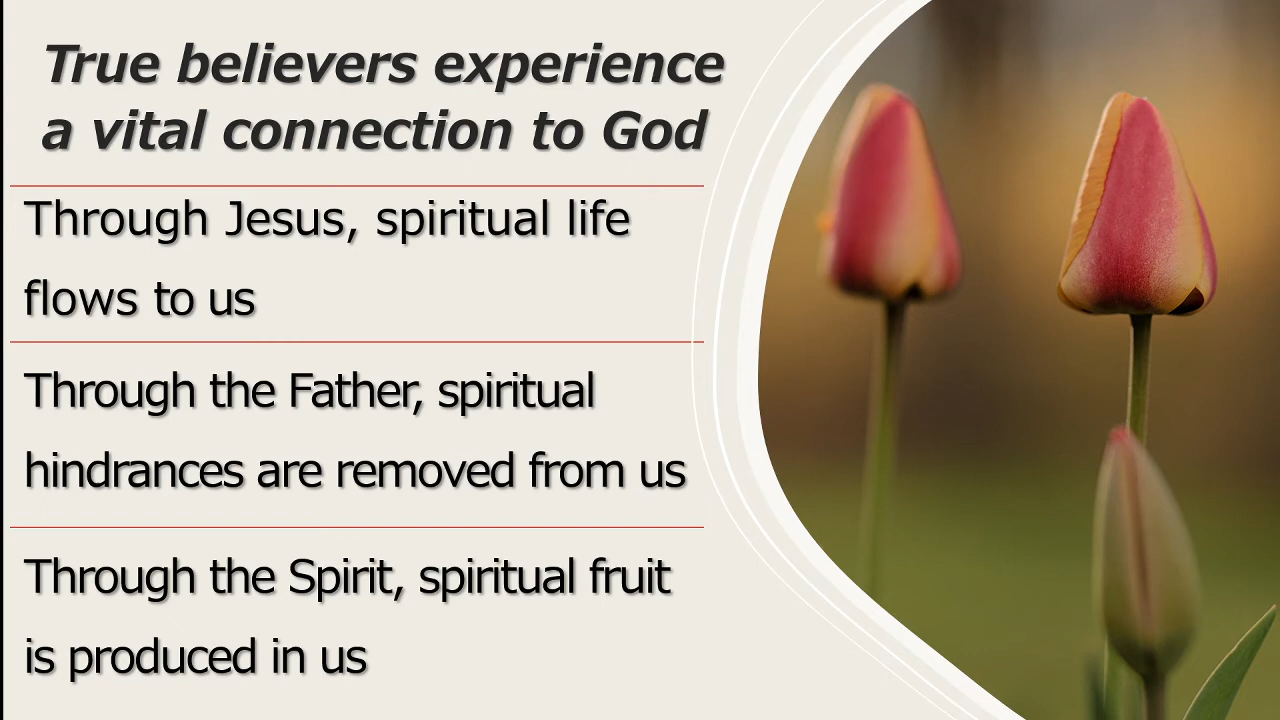 True believers experience
a vital connection to God
Through Jesus, spiritual life
flows to us
Through the Father, spiritual
hindrances are removed from us
Through the Spirit, spiritual fruit
is produced in us